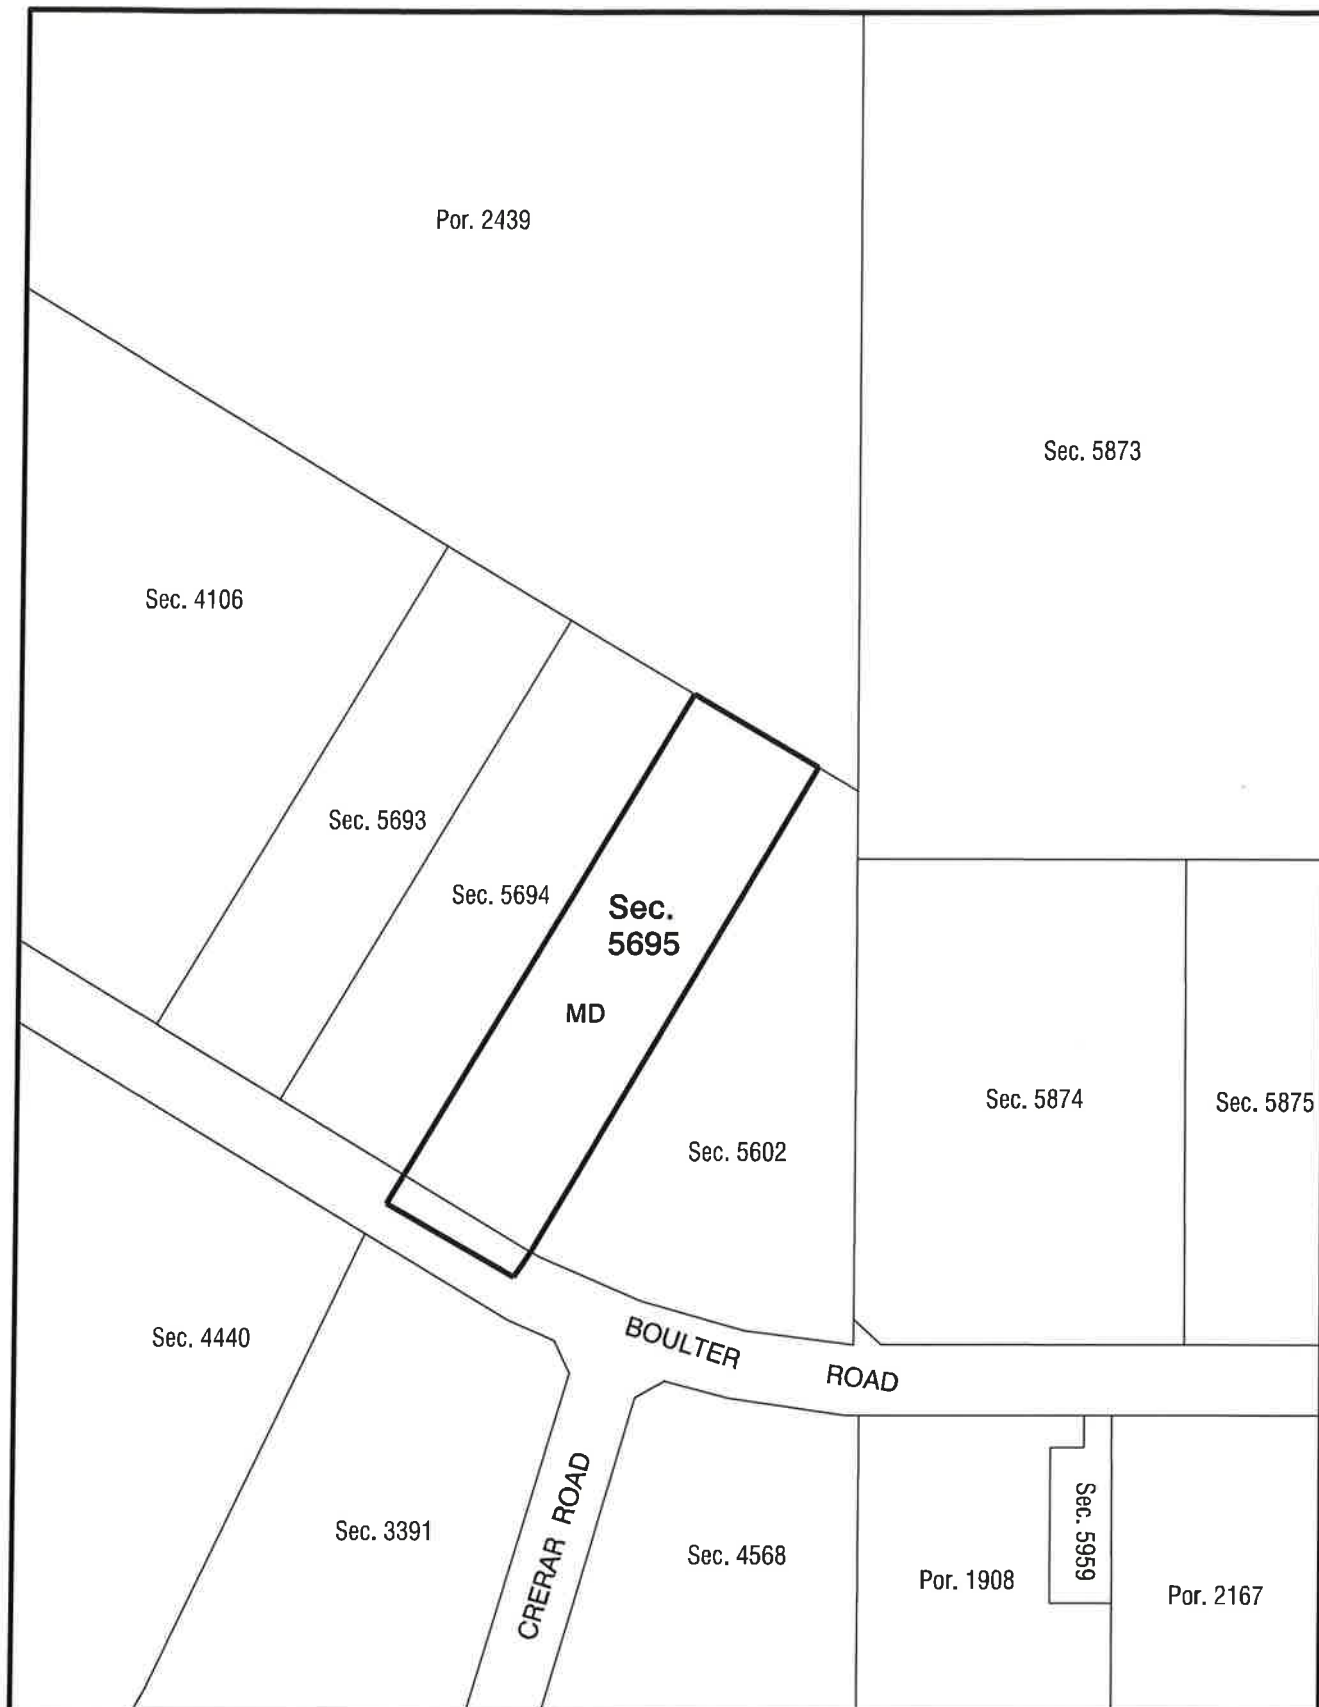 Por. 2439
Sec. 5873
Sec. 4106
Sec. 5693
Sec. 5694
Sec.
5695
MD
Sec. 5874
Sec. 5875
Sec. 5602
Sec. 4440
BOULTER ROAD
CRERAR ROAD
Sec. 3391
Sec. 4568
Por. 1908
Sec. 5959
Por. 2167